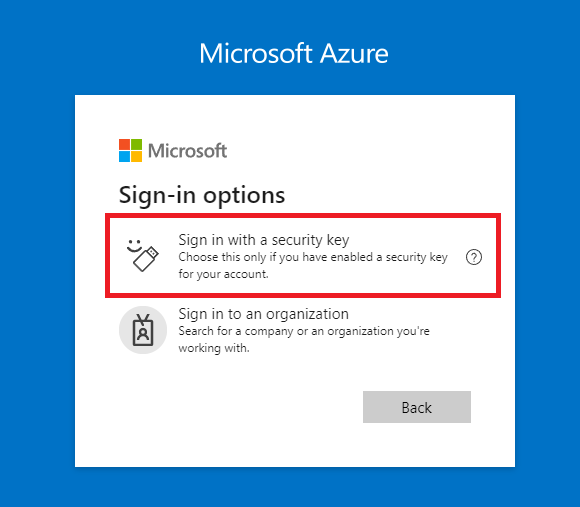 Microsoft Azure
Microsoft
Sign-in options
Sign in with a security key
Choose this only if you have enabled a security key
for your account.
?
Sign in to an organization
Search for a company or an organization you're
working with.
Back